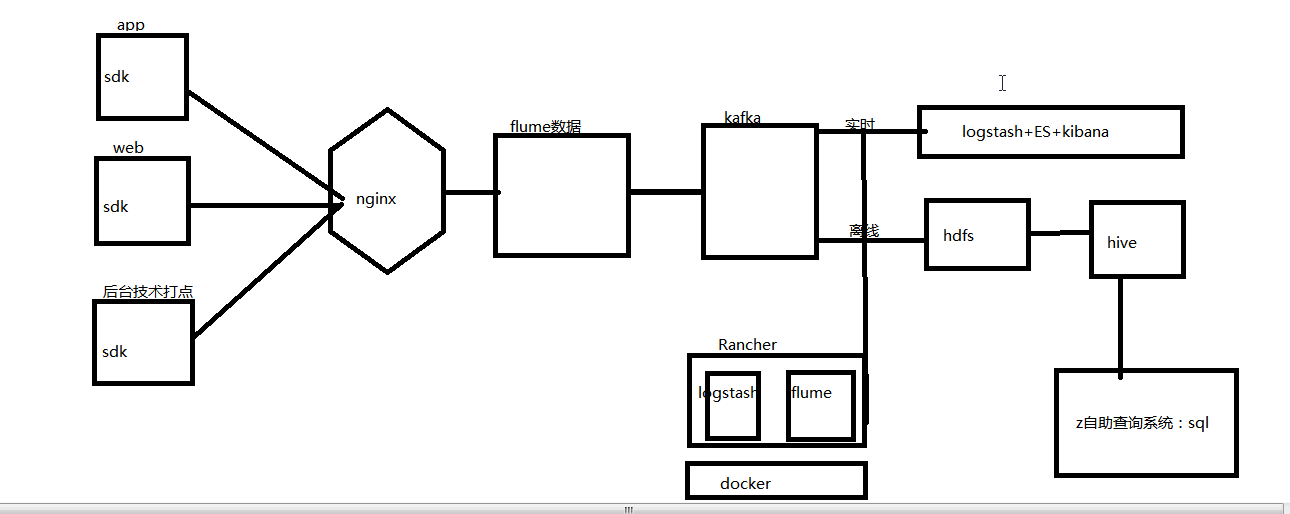 app
sdk
web
sdk
后台技术打点
sdk
nginx
flume数据
kafka
实时
logstash+ES+kibana
离线
hdfs
hive
z自助查询系统：sql
Rancher
logstash
flume
docker